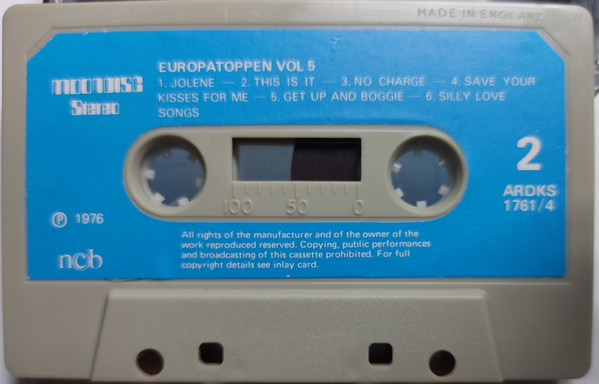 MADE IN ENGLAND
EUROPATOPPEN VOL 5
MOONDISC
Stereo
1. JOLENE — 2. THIS IS IT — 3. NO CHARGE — 4. SAVE YOUR
KISSES FOR ME — 5. GET UP AND BOGGIE — 6. SILLY LOVE
SONGS
2
ARDKS
1761/4
100 50 0
Ⓟ 1976
ncb
All rights of the manufacturer and of the owner of the
work reproduced reserved. Copying, public performances
and broadcasting of this cassette prohibited. For full
copyright details see inlay card.